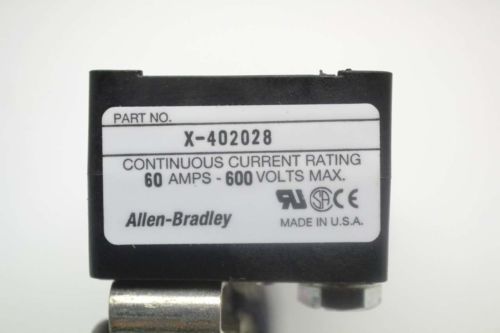 PART NO.
X-402028
CONTINUOUS CURRENT RATING
60 AMPS - 600 VOLTS MAX.
Allen-Bradley
MADE IN U.S.A.